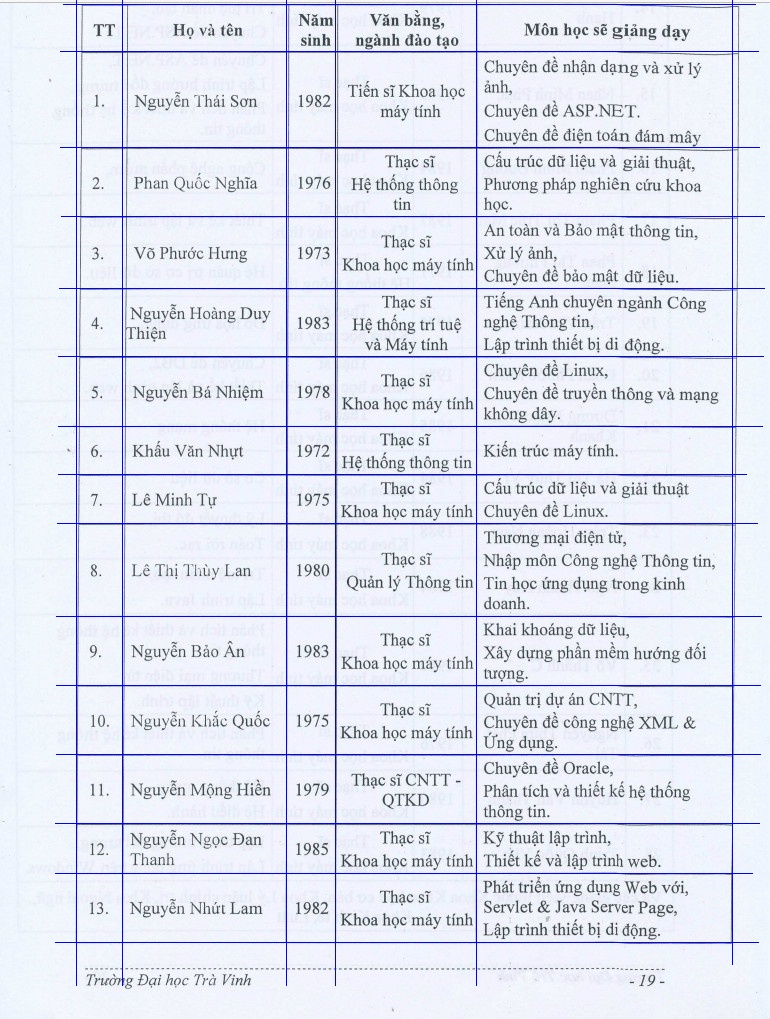 TT Họ và tên Năm sinh Văn bằng, ngành đào tạo Môn học sẽ giảng dạy
1. Nguyễn Thái Sơn 1982 Tiến sĩ Khoa học máy tính Chuyên đề nhận dạng và xử lý ảnh,
Chuyên đề ASP.NET.
Chuyên đề điện toán đám mây
2. Phan Quốc Nghĩa 1976 Thạc sĩ Hệ thống thông tin Cấu trúc dữ liệu và giải thuật,
Phương pháp nghiên cứu khoa học.
3. Võ Phước Hưng 1973 Thạc sĩ Khoa học máy tính An toàn và Bảo mật thông tin,
Xử lý ảnh,
Chuyên đề bảo mật dữ liệu.
4. Nguyễn Hoàng Duy Thiện 1983 Thạc sĩ Hệ thống trí tuệ và Máy tính Tiếng Anh chuyên ngành Công nghệ Thông tin,
Lập trình thiết bị di động.
5. Nguyễn Bá Nhiệm 1978 Thạc sĩ Khoa học máy tính Chuyên đề Linux,
Chuyên đề truyền thông và mạng không dây.
6. Khấu Văn Nhựt 1972 Thạc sĩ Hệ thống thông tin Kiến trúc máy tính.
7. Lê Minh Tự 1975 Thạc sĩ Khoa học máy tính Cấu trúc dữ liệu và giải thuật
Chuyên đề Linux.
8. Lê Thị Thùy Lan 1980 Thạc sĩ Quản lý Thông tin Thương mại điện tử,
Nhập môn Công nghệ Thông tin,
Tin học ứng dụng trong kinh doanh.
9. Nguyễn Bảo Ân 1983 Thạc sĩ Khoa học máy tính Khai khoáng dữ liệu,
Xây dựng phần mềm hướng đối tượng.
10. Nguyễn Khắc Quốc 1975 Thạc sĩ Khoa học máy tính Quản trị dự án CNTT,
Chuyên đề công nghệ XML & Ứng dụng.
11. Nguyễn Mộng Hiền 1979 Thạc sĩ CNTT - QTKD Chuyên đề Oracle,
Phân tích và thiết kế hệ thống thông tin.
12. Nguyễn Ngọc Đan Thanh 1985 Thạc sĩ Khoa học máy tính Kỹ thuật lập trình,
Thiết kế và lập trình web.
13. Nguyễn Nhứt Lam 1983 Thạc sĩ Khoa học máy tính Phát triển ứng dụng Web với,
Servlet & Java Server Page,
Lập trình thiết bị di động.
Trường Đại học Trà Vinh - 19 -